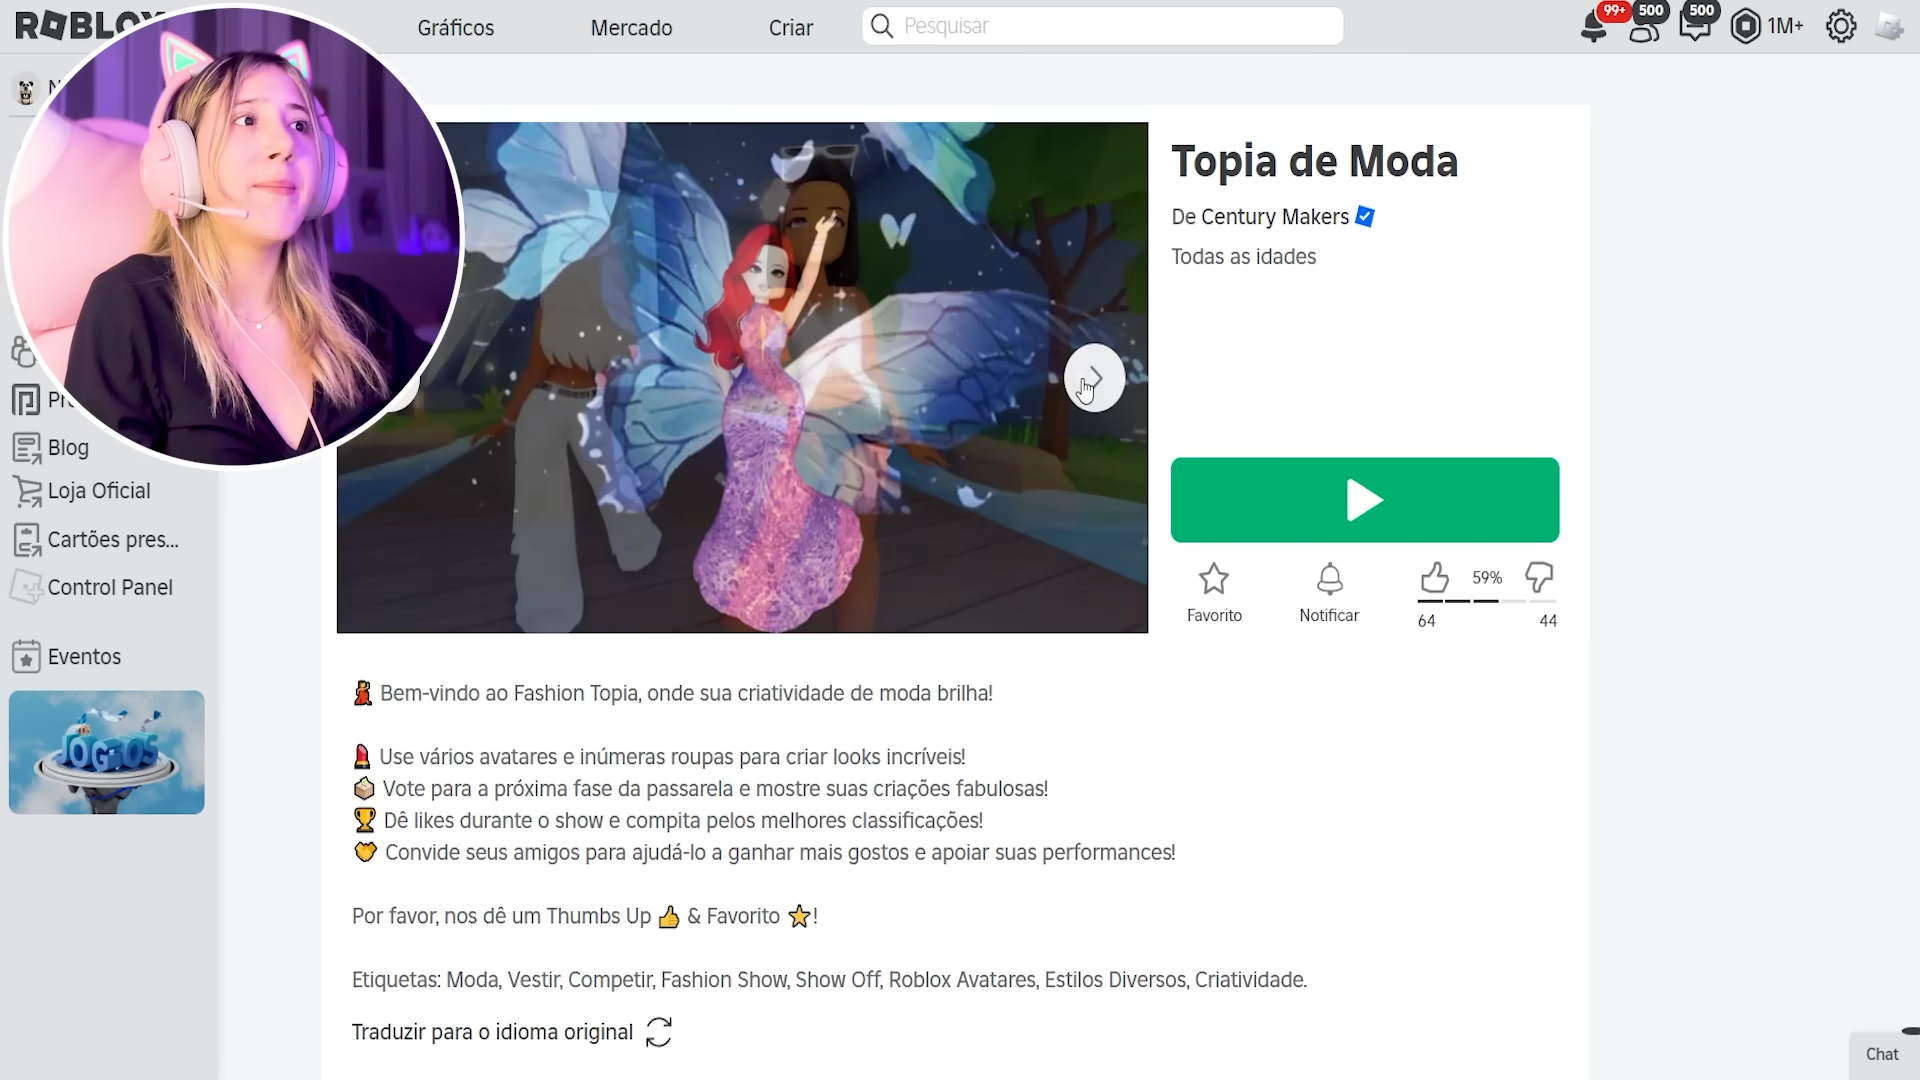 Gráficos
Mercado
Criar
Pesquisar
99+
500
500
1M+
Blog
Loja Oficial
Cartões pres...
Control Panel
Eventos
JOGOS
Topia de Moda
De Century Makers
Todas as idades
Favorito
Notificar
59%
64
44
Bem-vindo ao Fashion Topia, onde sua criatividade de moda brilha!
Use vários avatares e inúmeras roupas para criar looks incríveis!
Vote para a próxima fase da passarela e mostre suas criações fabulosas!
Dê likes durante o show e compita pelos melhores classificações!
Convide seus amigos para ajudá-lo a ganhar mais gostos e apoiar suas performances!
Por favor, nos dê um Thumbs Up 👍 & Favorito ⭐!
Etiquetas: Moda, Vestir, Competir, Fashion Show, Show Off, Roblox Avatares, Estilos Diversos, Criatividade.
Traduzir para o idioma original
Chat